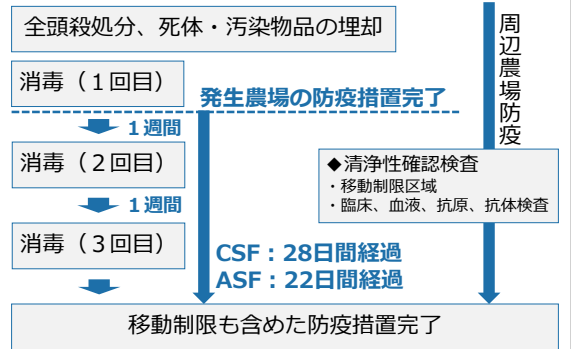 全頭殺処分、死体・汚染物品の埋却
周辺農場防疫
消毒（１回目）
発生農場の防疫措置完了
１週間
消毒（２回目）
◆清浄性確認検査
・移動制限区域
・臨床、血液、抗原、抗体検査
１週間
消毒（３回目）
CSF：28日間経過
ASF：22日間経過
移動制限も含めた防疫措置完了